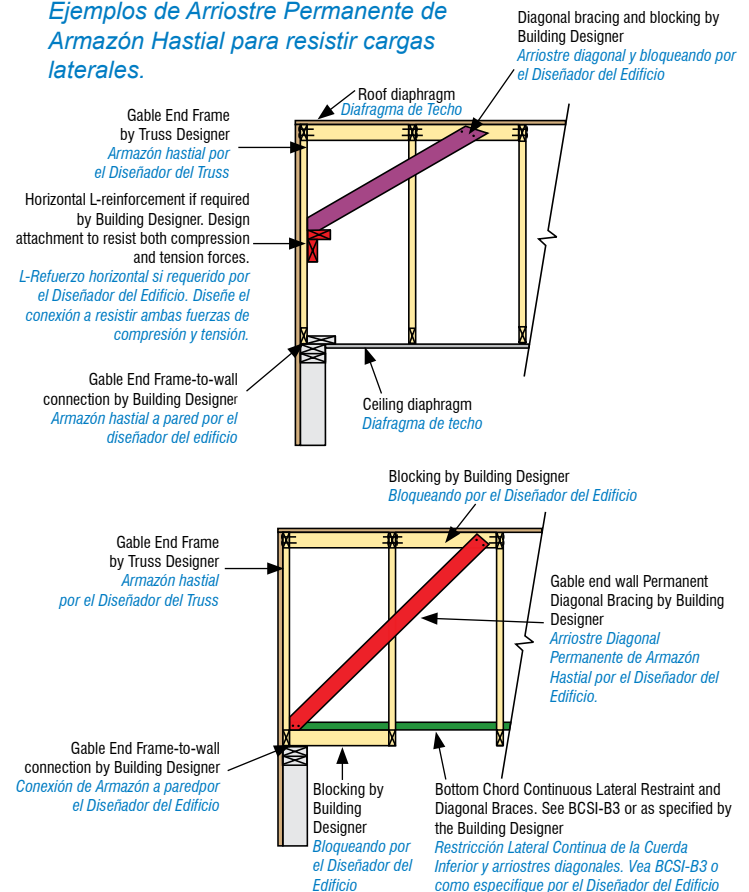 Ejemplos de Arriostre Permanente de
Armazón Hastial para resistir cargas
laterales.
Diagonal bracing and blocking by
Building Designer
Arriostre diagonal y bloqueando por
el Diseñador del Edificio
Roof diaphragm
Diafragma de Techo
Gable End Frame
by Truss Designer
Armazón hastial por
el Diseñador del Truss
Horizontal L-reinforcement if required
by Building Designer. Design
attachment to resist both compression
and tension forces.
L-Refuerzo horizontal si requerido por
el Diseñador del Edificio. Diseñe el
conexión a resistir ambas fuerzas de
compresión y tensión.
Gable End Frame-to-wall
connection by Building Designer
Armazón hastial a pared por el
diseñador del edificio
Ceiling diaphragm
Diafragma de techo
Blocking by Building Designer
Bloqueando por el Diseñador del Edificio
Gable End Frame
by Truss Designer
Armazón hastial
por el Diseñador del Truss
Gable end wall Permanent
Diagonal Bracing by Building
Designer
Arriostre Diagonal
Permanente de Armazón
Hastial por el Diseñador del
Edificio.
Gable End Frame-to-wall
connection by Building Designer
Conexión de Armazón a paredpor
el Diseñador del Edificio
Blocking by
Building
Designer
Bloqueando por
el Diseñador del
Edificio
Bottom Chord Continuous Lateral Restraint and
Diagonal Braces. See BCSI-B3 or as specified by
the Building Designer
Restricción Lateral Continua de la Cuerda
Inferior y arriostres diagonales. Vea BCSI-B3 o
como especifique por el Diseñador del Edificio